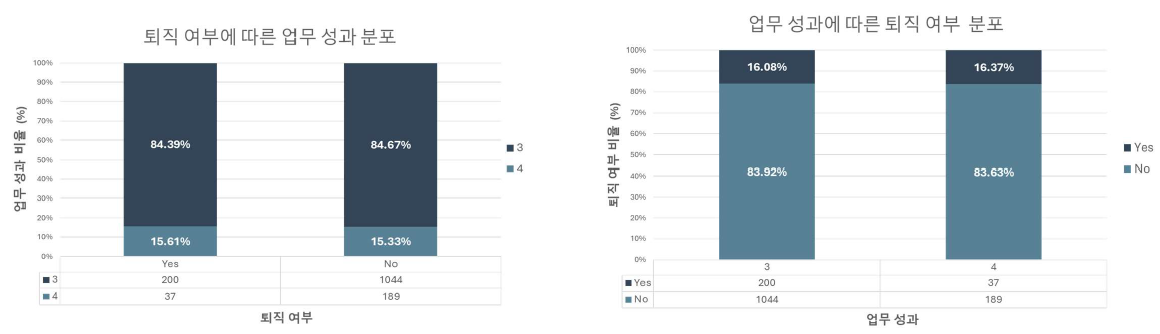 퇴직 여부에 따른 업무 성과 분포
업무 성과 비율 (%)
100%
90%
80%
70%
60%
50%
40%
30%
20%
10%
0%
84.39% 84.67%
15.61% 15.33%
3
4
Yes No
3 200 1044
4 37 189
퇴직 여부
업무 성과에 따른 퇴직 여부 분포
퇴직 여부 비율 (%)
100%
90%
80%
70%
60%
50%
40%
30%
20%
10%
0%
16.08% 16.37%
83.92% 83.63%
Yes
No
3 4
Yes 200 37
No 1044 189
업무 성과